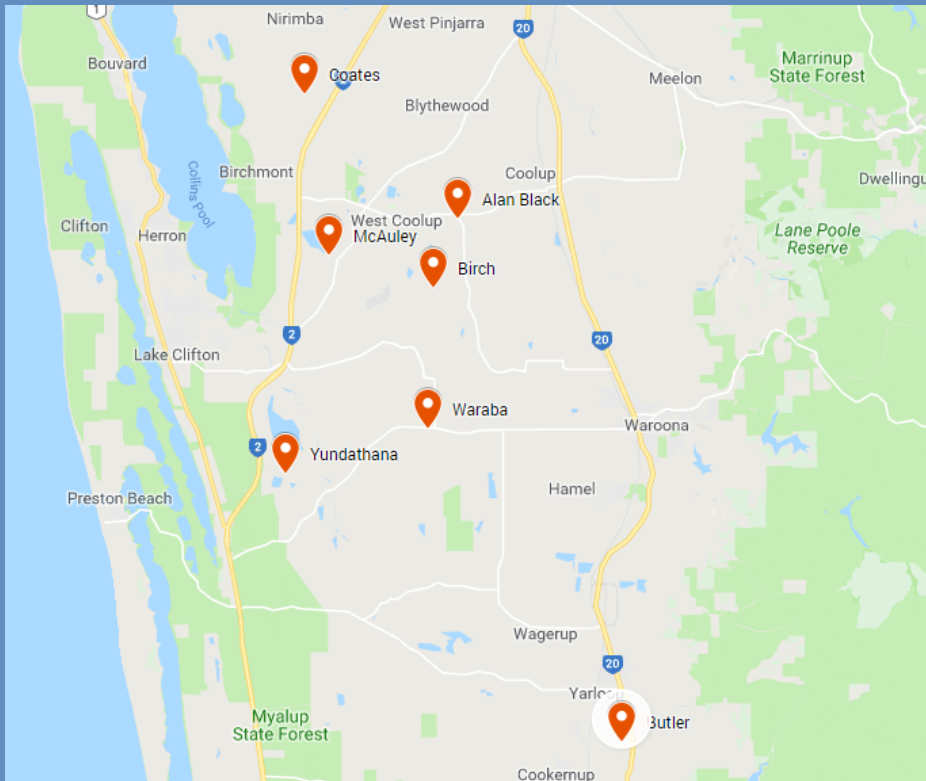 1
Nirimba
West Pinjarra
20
Bouvard
Coates
Meelon
Marrinup
State Forest
Blythewood
Birchmont
Collins Pool
Coolup
Dwellingu
Alan Black
Clifton
Herron
West Coolup
McAuley
Lane Poole
Reserve
Birch
2
20
Lake Clifton
Waraba
Waroona
2
Yundathana
Preston Beach
Hamel
Wagerup
20
Yarloop
Myalup
State Forest
Butler
Cookernup